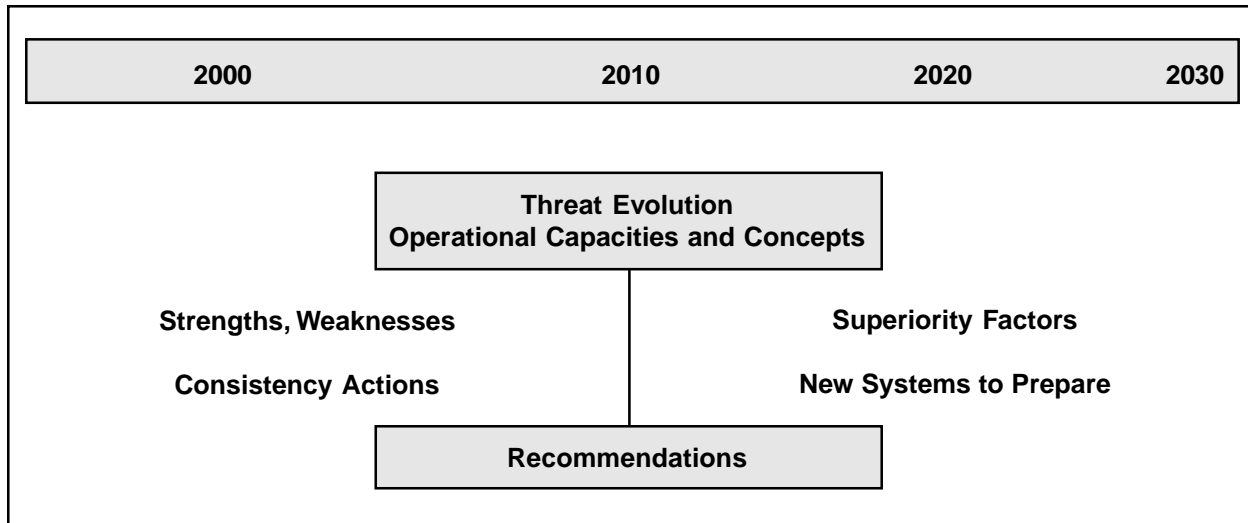 2000 2010 2020 2030
Threat Evolution
Operational Capacities and Concepts
Strengths, Weaknesses Superiority Factors
Consistency Actions New Systems to Prepare
Recommendations